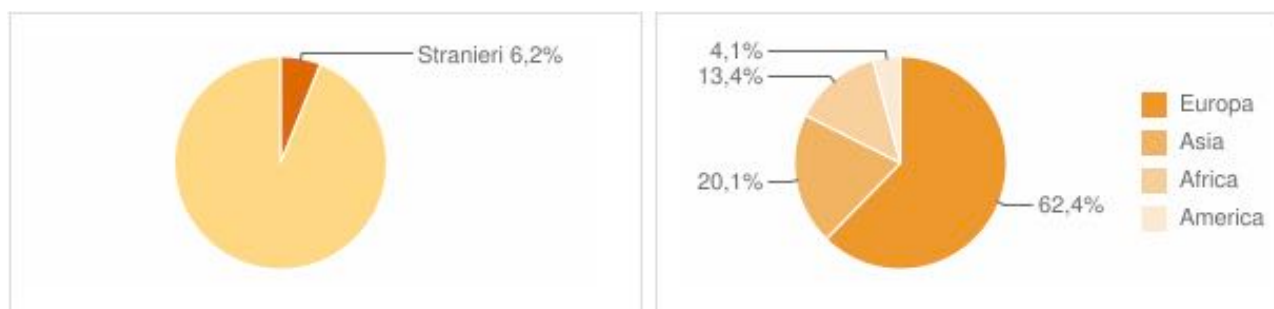 Stranieri 6,2%
4,1%
13,4%
20,1%
62,4%
Europa
Asia
Africa
America